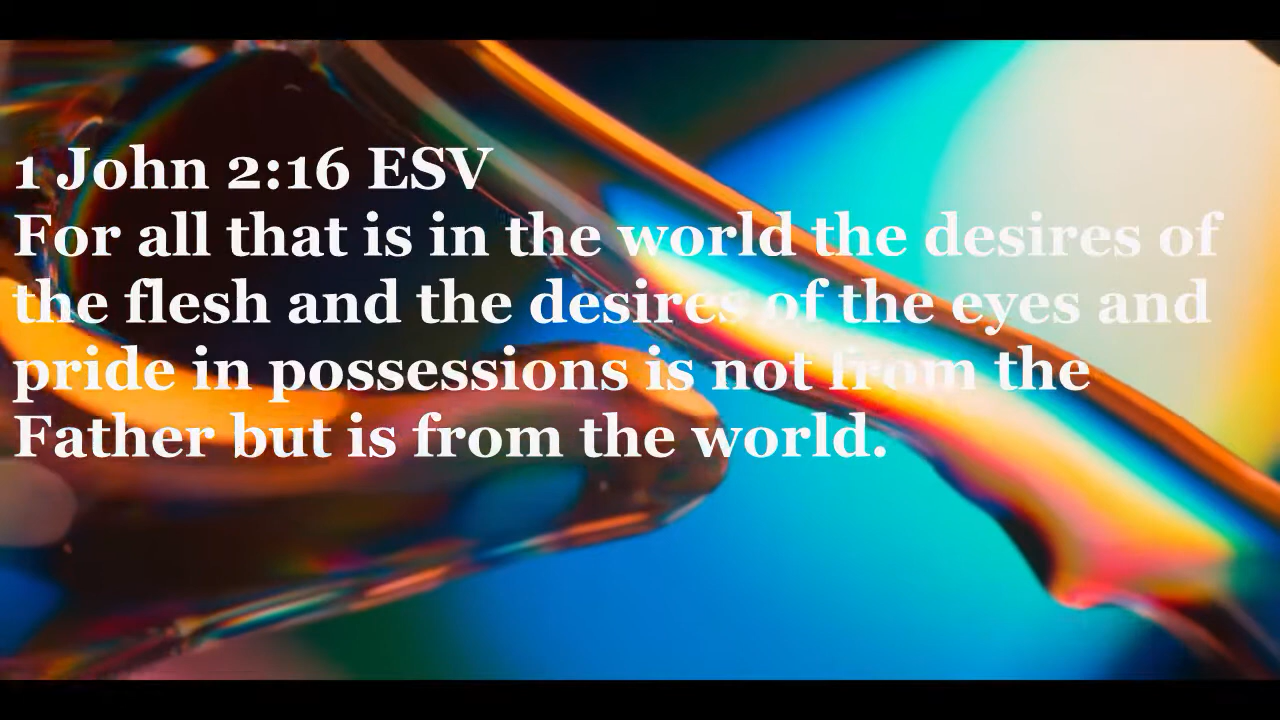 1 John 2:16 ESV
For all that is in the world the desires of
the flesh and the desires of the eyes and
pride in possessions is not from the
Father but is from the world.